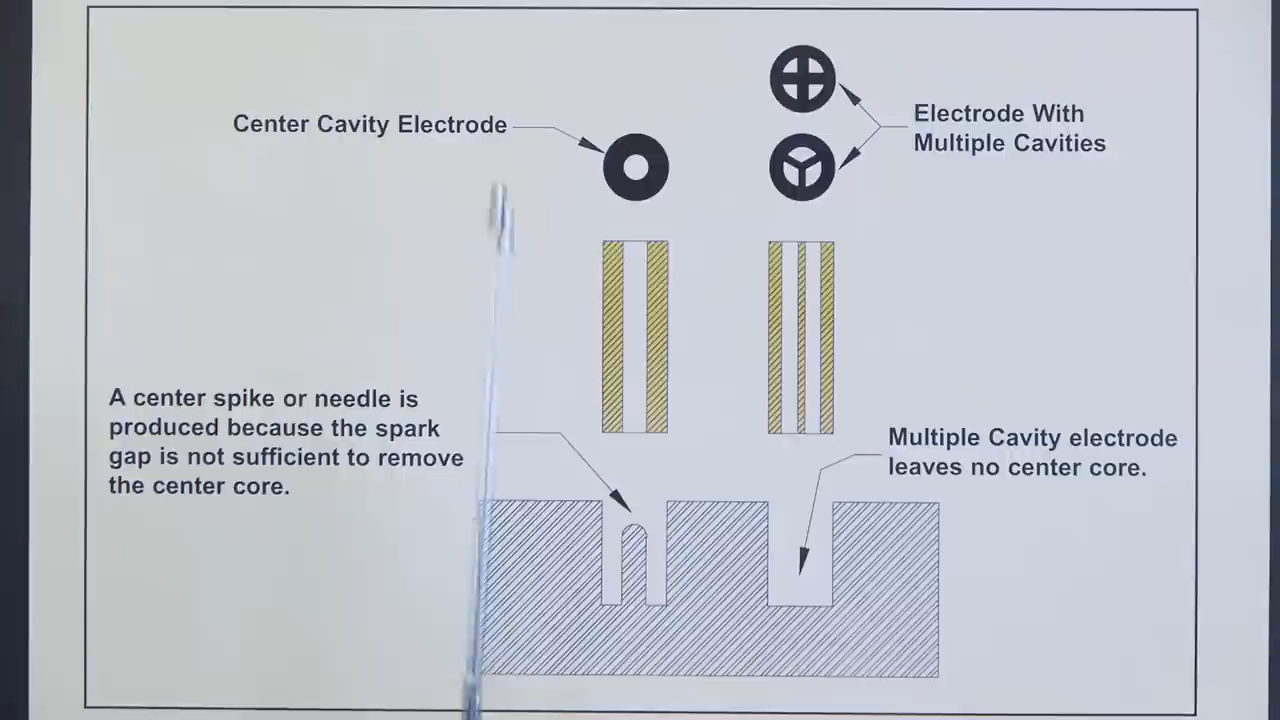 Center Cavity Electrode
Electrode With
Multiple Cavities
A center spike or needle is
produced because the spark
gap is not sufficient to remove
the center core.
Multiple Cavity electrode
leaves no center core.